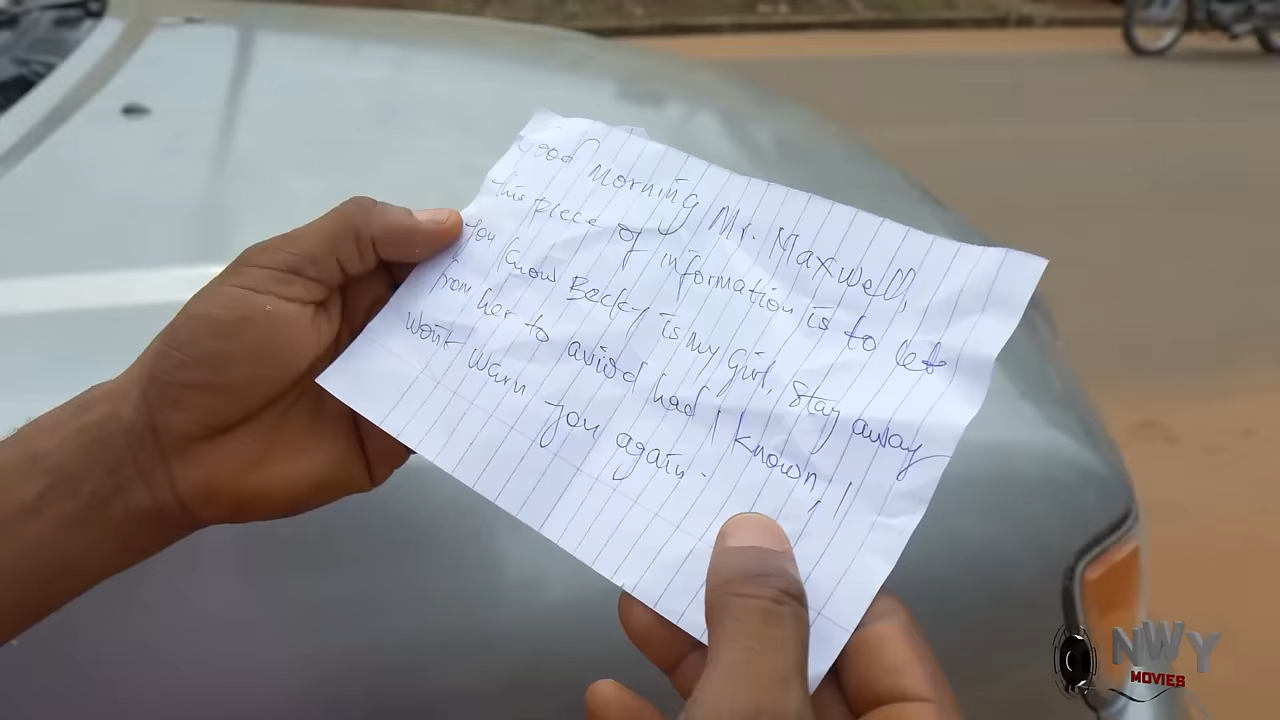 Good morning Mr. Maxwell,
this piece of information is to let
you know Becky is my girl, stay away
from her to avoid had I known, I
wont warn you again.
NWY
MOVIES